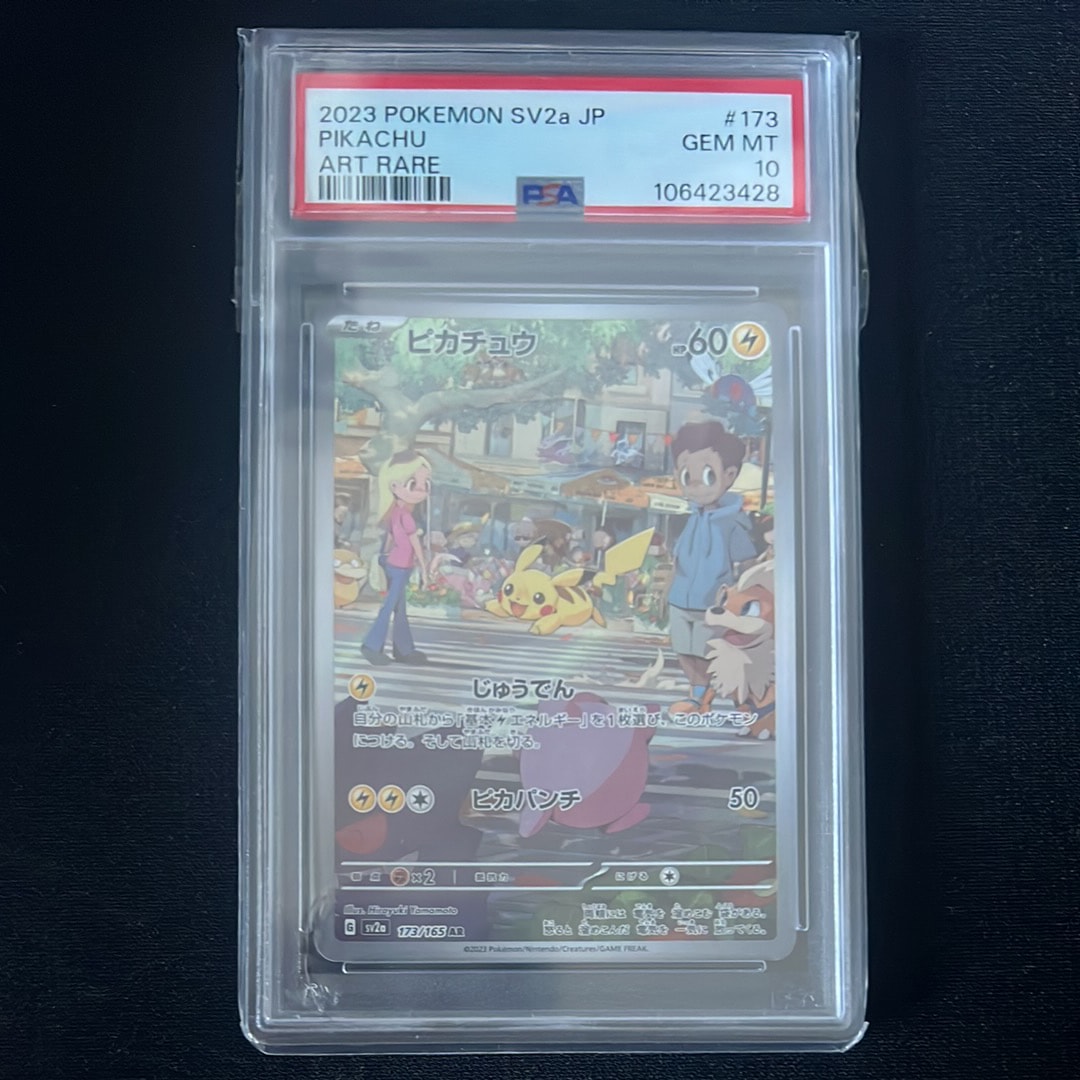 2023 POKEMON SV2a JP #173
PIKACHU GEM MT
ART RARE 10
PSA 106423428
たね ピカチュウ HP60
じゅうでん
自分の山札から「基本エネルギー」を1枚選び、このポケモン
につける。そして山札を切る。
ピカパンチ 50
×2 にげる
Illus. Hiroyuki Yamamoto
G sv2a 173/165 AR
©2023 Pokémon/Nintendo/Creatures/GAME FREAK.